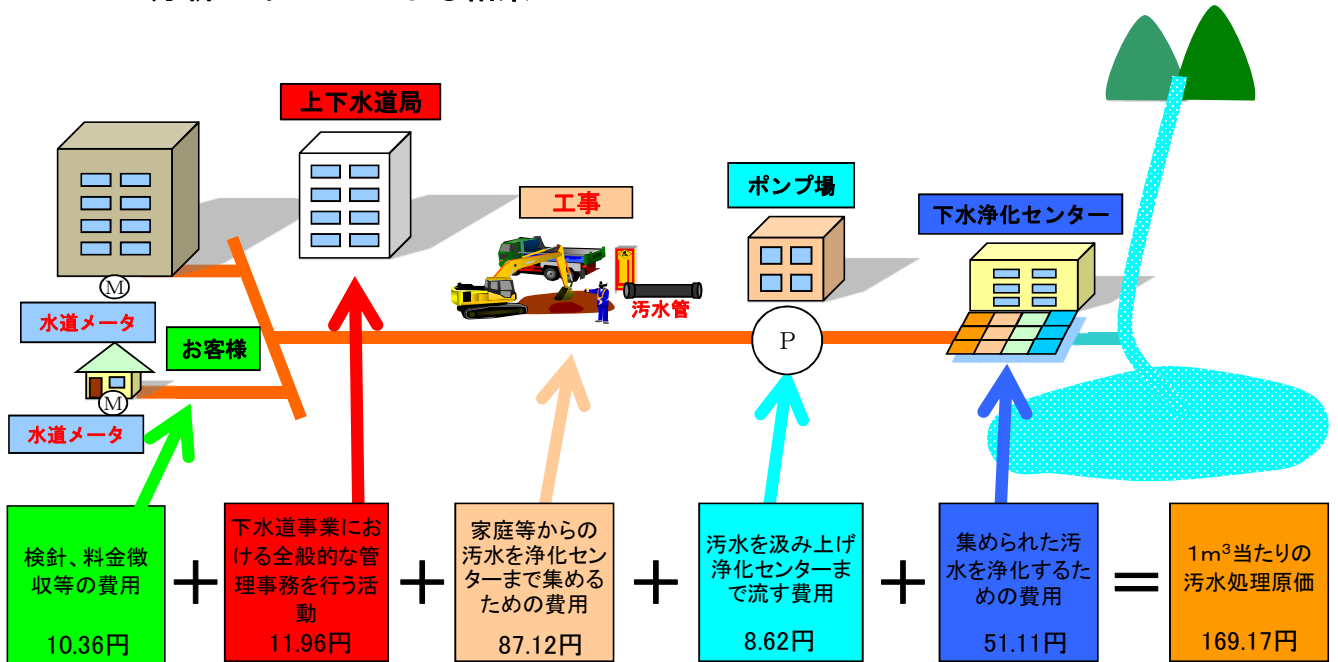 上下水道局
工事
ポンプ場
下水浄化センター
M
水道メータ
お客様
汚水管
P
M
水道メータ
検針、料金徴
収等の費用
10.36円
＋
下水道事業にお
ける全般的な管
理事務を行う活
動
11.96円
＋
家庭等からの
汚水を浄化セン
ターまで集める
ための費用
87.12円
＋
汚水を汲み上げ
浄化センターま
で流す費用
8.62円
＋
集められた汚
水を浄化するた
めの費用
51.11円
＝
1m³当たりの
汚水処理原価
169.17円